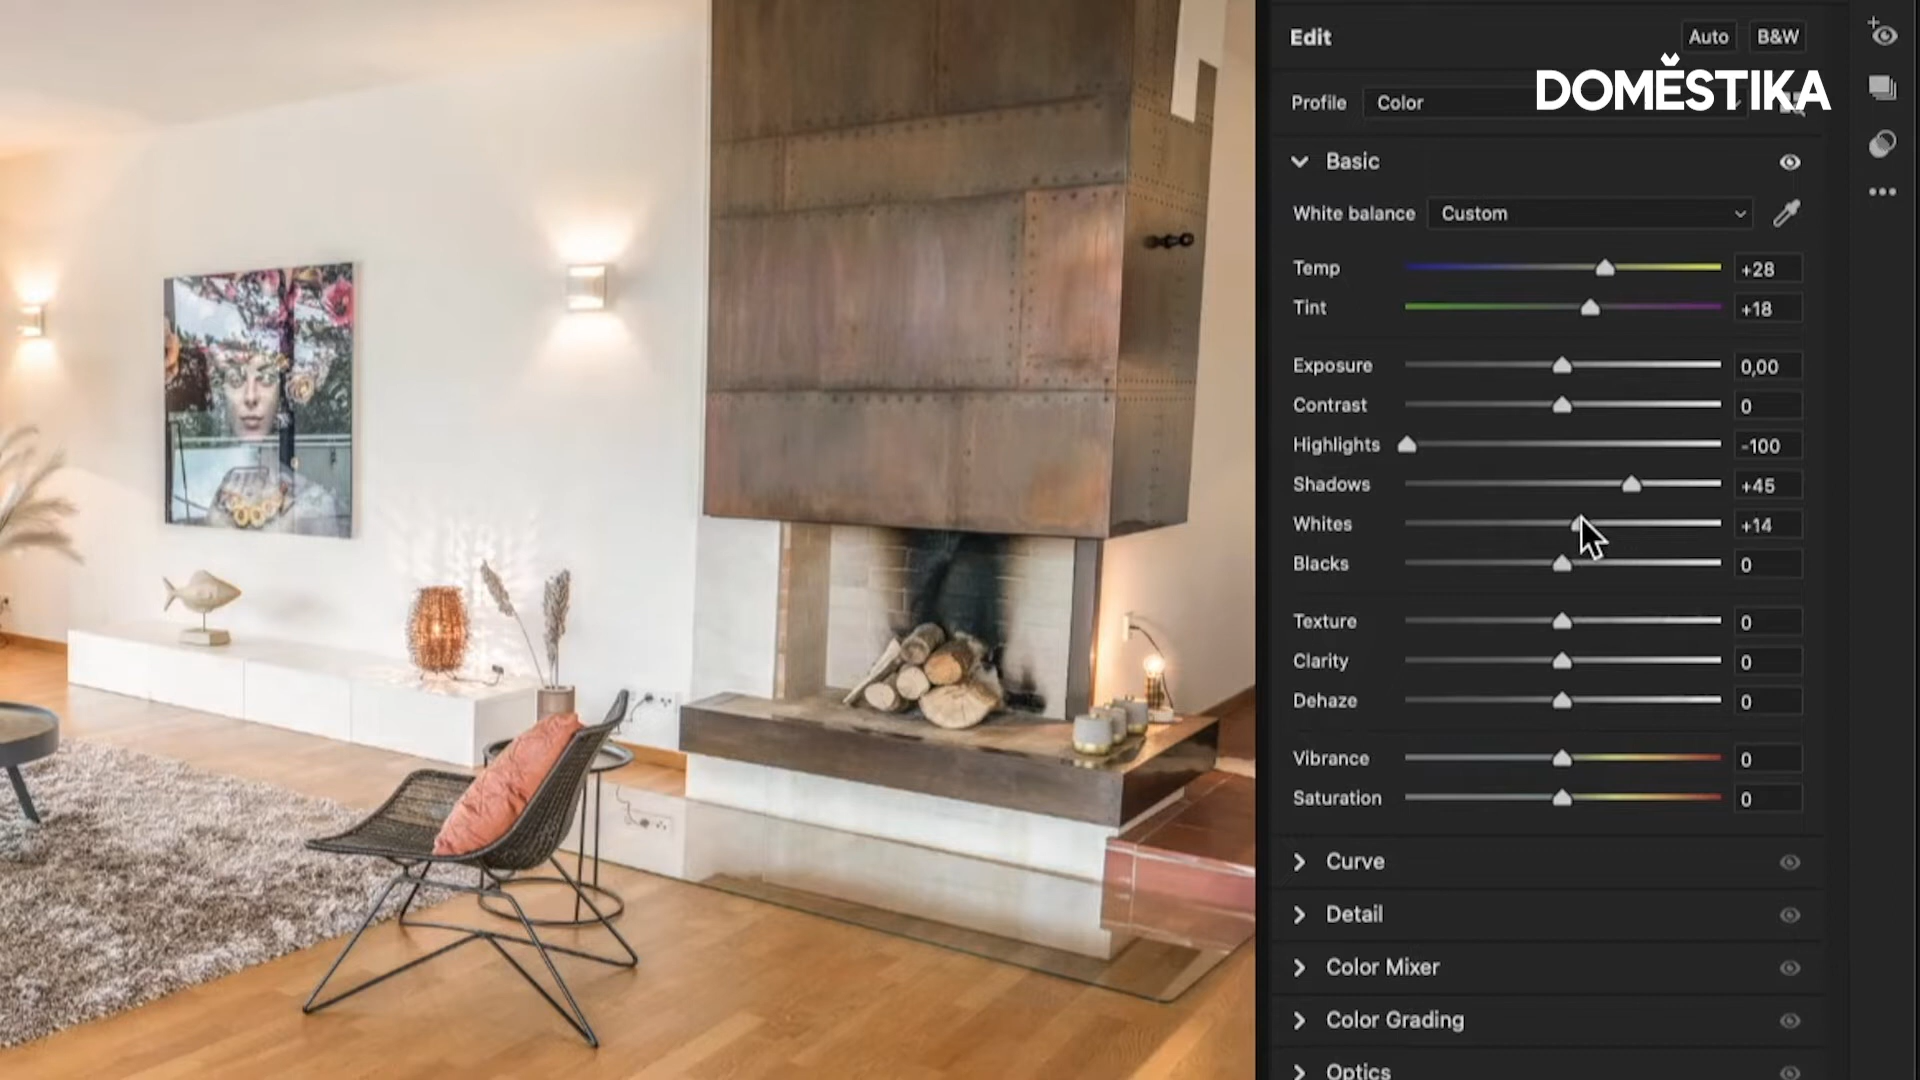 Edit
Auto
B&W
DOMĚSTIKA
Profile
Color
Basic
White balance
Custom
Temp
+28
Tint
+18
Exposure
0,00
Contrast
0
Highlights
-100
Shadows
+45
Whites
+14
Blacks
0
Texture
0
Clarity
0
Dehaze
0
Vibrance
0
Saturation
0
Curve
Detail
Color Mixer
Color Grading
Optics